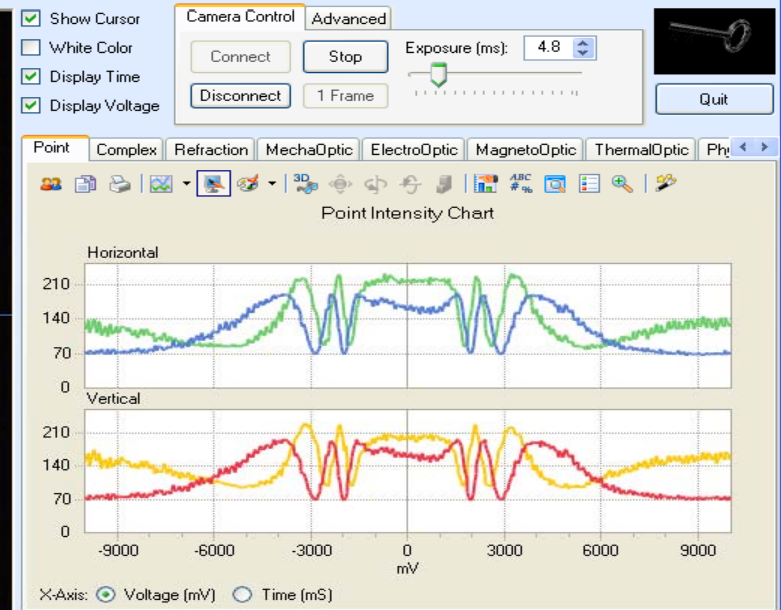 Show Cursor
White Color
Display Time
Display Voltage
Camera Control Advanced
Connect Stop
Disconnect 1 Frame
Exposure (ms): 4.8
Quit
Point Complex Refraction MechaOptic ElectroOptic MagnetoOptic ThermalOptic
3D ABC #%
Point Intensity Chart
Horizontal
210
140
70
0
Vertical
210
140
70
0
-9000 -6000 -3000 0 3000 6000 9000
mV
X-Axis: Voltage (mV) Time (mS)